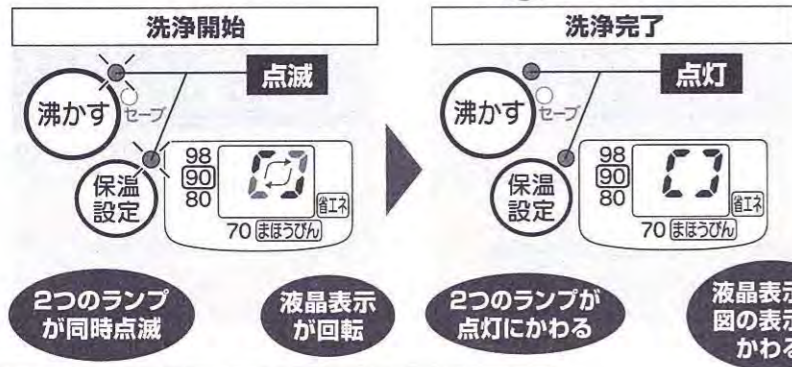 洗浄開始
点滅
沸かす
セーブ
保温
設定
98
90
80
省エネ
70 まほうびん
2つのランプ
が同時点滅
液晶表示
が回転
洗浄完了
点灯
沸かす
セーブ
保温
設定
98
90
80
省エネ
70 まほうびん
2つのランプが
点灯にかわる
液晶表示
図の表示
かわる